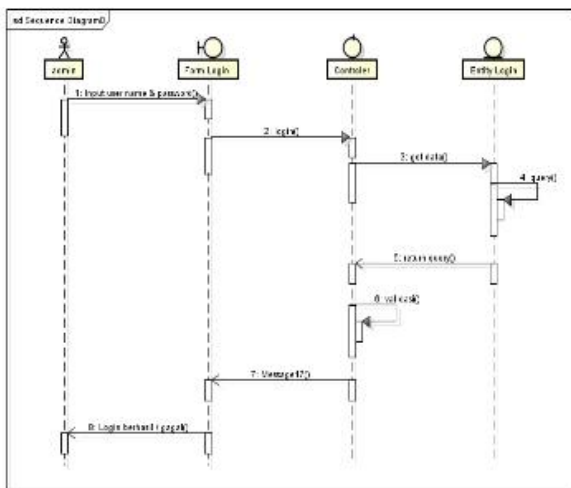 sd Sequence Diagram0
admin
Form Login
Controler
Entity Login
1: Input user name & password()
2: login()
3: get data()
4: query()
5: return query()
6: validasi()
7: Message17()
8: Login berhasil / gagal()